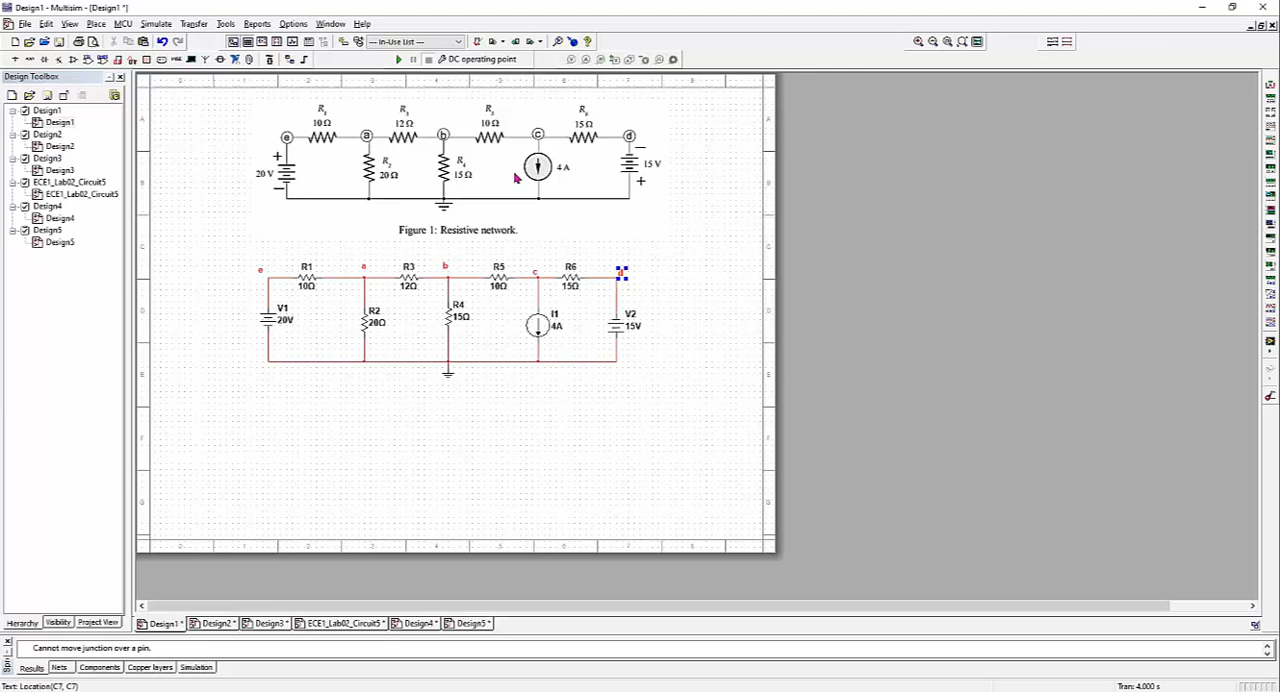 Design1 - Multisim - [Design1 *]
File Edit View Place MCU Simulate Transfer Tools Reports Options Window Help
--- In-Use List ---
DC operating point
Design Toolbox
Design1
Design1
Design2
Design2
Design3
Design3
ECE1_Lab02_Circuit5
ECE1_Lab02_Circuit5
Design4
Design4
Design5
Design5
R1 R3 R5
10 Ω 12 Ω 10 Ω 15 Ω
e a b c d
20 V
R2
20 Ω
R4
15 Ω
4 A
15 V
Figure 1: Resistive network.
e R1 a R3 b R5 c R6 d
10Ω 12Ω 10Ω 15Ω
V1
20V
R2
20Ω
R4
15Ω
I1
4A
V2
15V
Hierarchy Visibility Project View
Design1 * Design2 * Design3 * ECE1_Lab02_Circuit5 * Design4 * Design5 *
Cannot move junction over a pin.
Results Nets Components Copper layers Simulation
Text: Location(C7, C7) Tran: 4.000 s